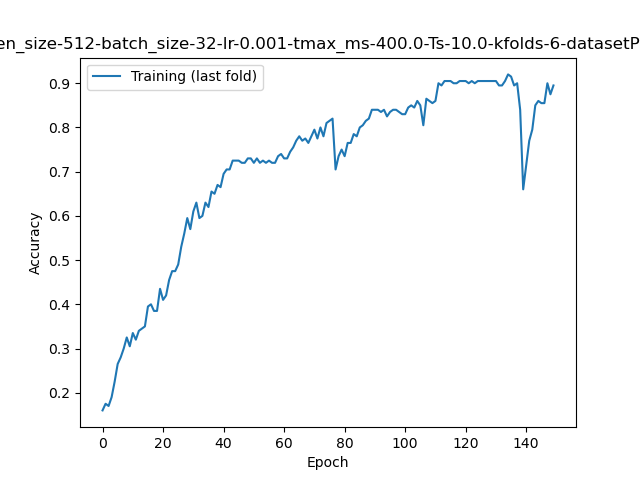 en_size-512-batch_size-32-lr-0.001-tmax_ms-400.0-Ts-10.0-kfolds-6-datasetP
Training (last fold)
0.9
0.8
0.7
0.6
0.5
0.4
0.3
0.2
Accuracy
0 20 40 60 80 100 120 140
Epoch